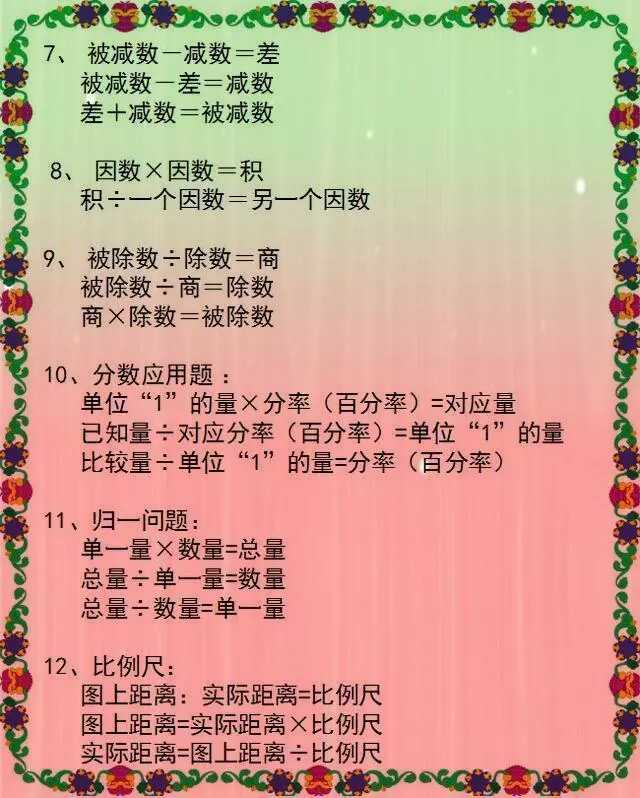 7、 被减数－减数＝差
被减数－差＝减数
差＋减数＝被减数
8、 因数×因数＝积
积÷一个因数＝另一个因数
9、 被除数÷除数＝商
被除数÷商＝除数
商×除数＝被除数
10、分数应用题：
单位“1”的量×分率（百分率）=对应量
已知量÷对应分率（百分率）=单位“1”的量
比较量÷单位“1”的量=分率（百分率）
11、归一问题：
单一量×数量=总量
总量÷单一量=数量
总量÷数量=单一量
12、比例尺：
图上距离：实际距离=比例尺
图上距离=实际距离×比例尺
实际距离=图上距离÷比例尺